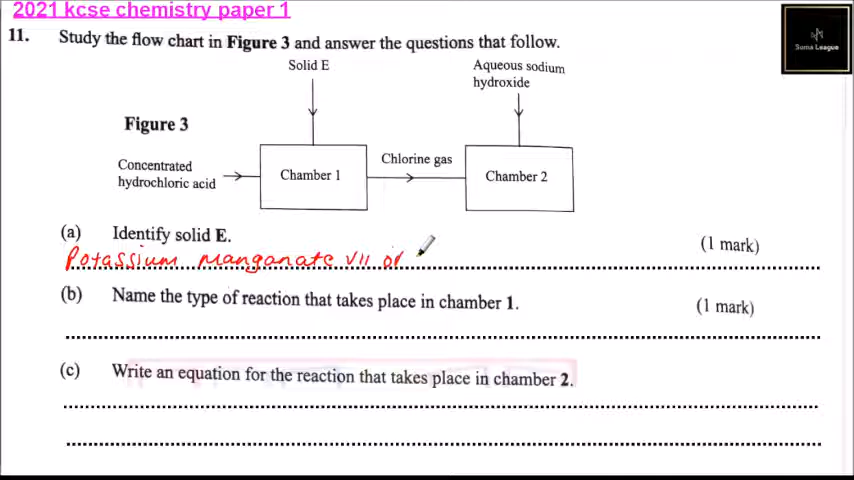 2021 kcse chemistry paper 1
11. Study the flow chart in Figure 3 and answer the questions that follow.
Suma League
Solid E
Aqueous sodium
hydroxide
Figure 3
Concentrated
hydrochloric acid
Chamber 1
Chlorine gas
Chamber 2
(a) Identify solid E. (1 mark)
Potassium manganate VII or
(b) Name the type of reaction that takes place in chamber 1. (1 mark)
(c) Write an equation for the reaction that takes place in chamber 2.